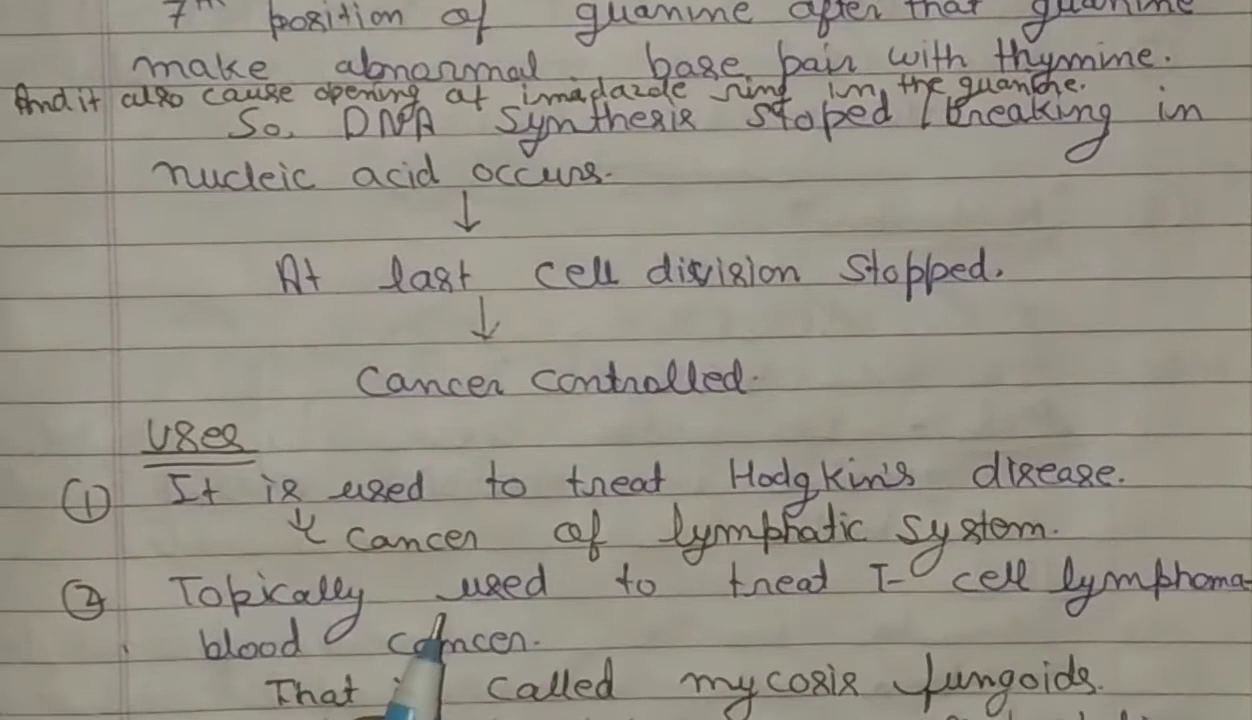 7th position of guanine after that guanine
make abnormal base pair with thymine.
And it also cause opening at imadazde ring in the guanine.
So, DNA Synthesis stoped / breaking in
nucleic acid occurs.
↓
At last cell division Stopped.
↓
Cancer controlled.
Uses
① It is used to treat Hodgkin's disease.
↓ cancer of lymphatic system.
② Topically used to treat T-cell lymphoma-
blood cancer.
That called mycosis fungoids.